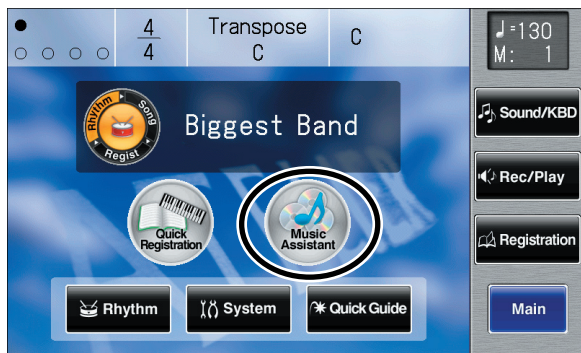 4
4
Transpose
C
C
♩=130
M: 1
Rhythm
Song
Regist
Biggest Band
Sound/KBD
Quick
Registration
Music
Assistant
Rec/Play
Registration
Rhythm
System
Quick Guide
Main
ATELIER